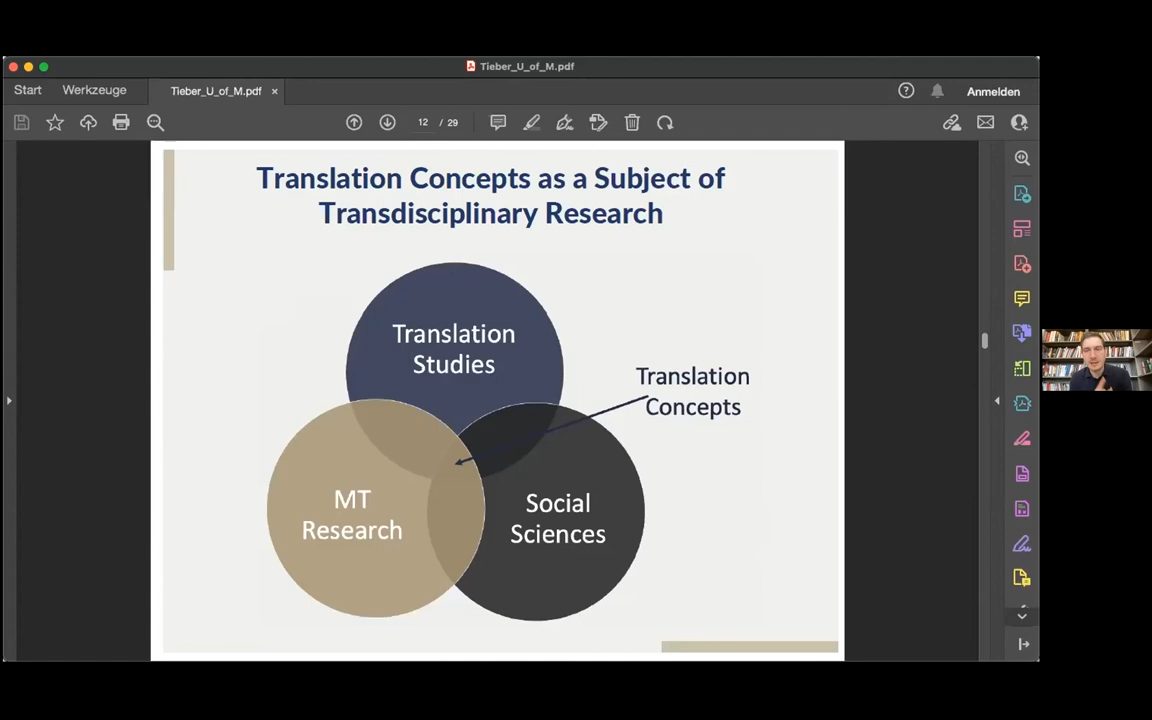 Tieber_U_of_M.pdf
Start
Werkzeuge
Tieber_U_of_M.pdf
Anmelden
12 / 29
Translation Concepts as a Subject of
Transdisciplinary Research
Translation
Studies
Translation
Concepts
MT
Research
Social
Sciences